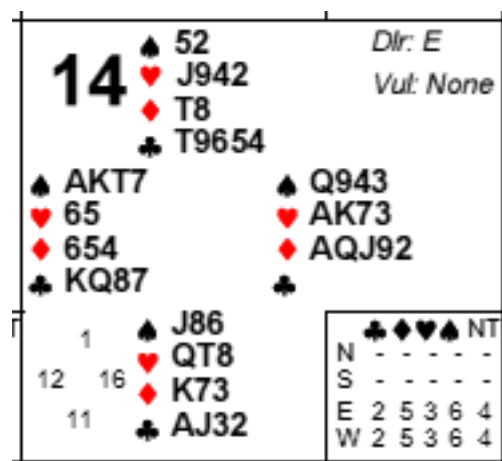 14
♠ 52
♥ J942
♦ T8
♣ T9654
Dlr: E
Vul: None
♠ AKT7
♥ 65
♦ 654
♣ KQ87
♠ Q943
♥ AK73
♦ AQJ92
♣
1
12 16
11
♠ J86
♥ QT8
♦ K73
♣ AJ32
♣ ♦ ♥ ♠ NT
N - - - - -
S - - - - -
E 2 5 3 6 4
W 2 5 3 6 4